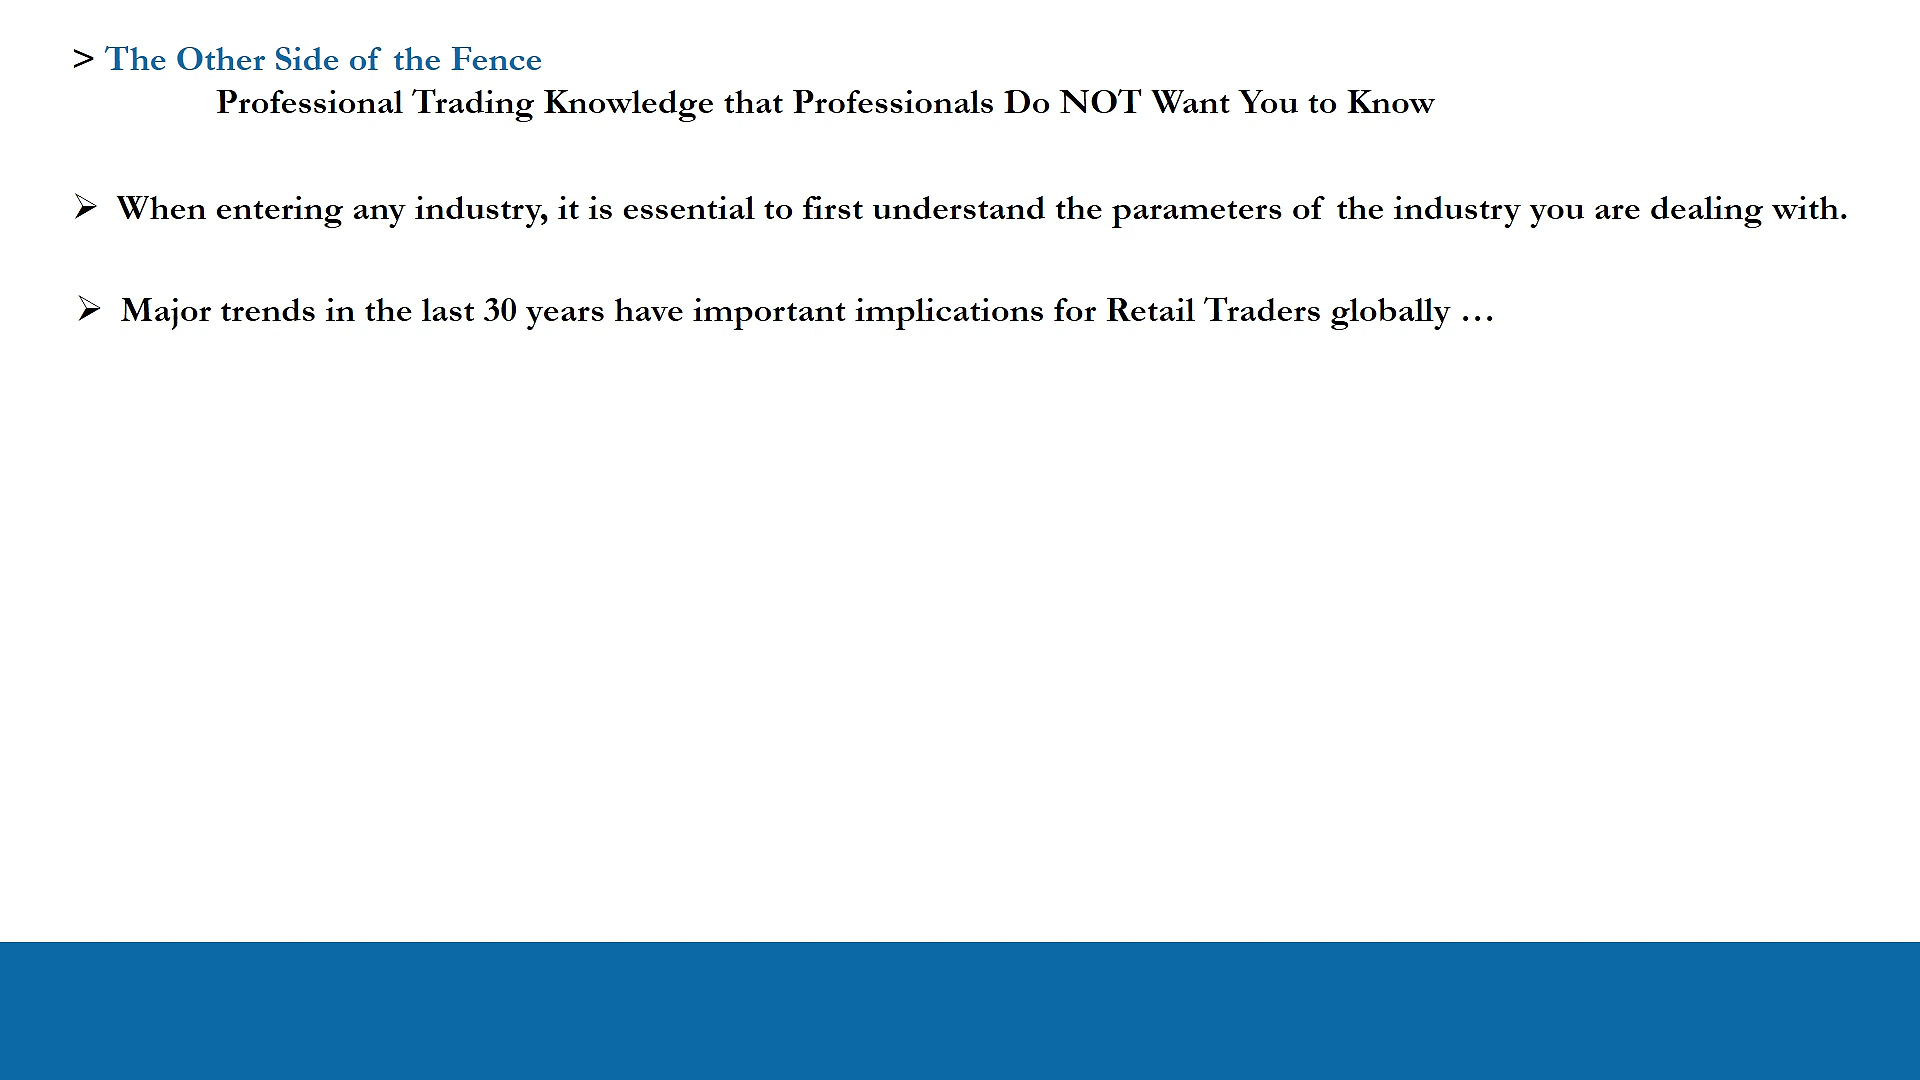 > The Other Side of the Fence
Professional Trading Knowledge that Professionals Do NOT Want You to Know
➢ When entering any industry, it is essential to first understand the parameters of the industry you are dealing with.
➢ Major trends in the last 30 years have important implications for Retail Traders globally …